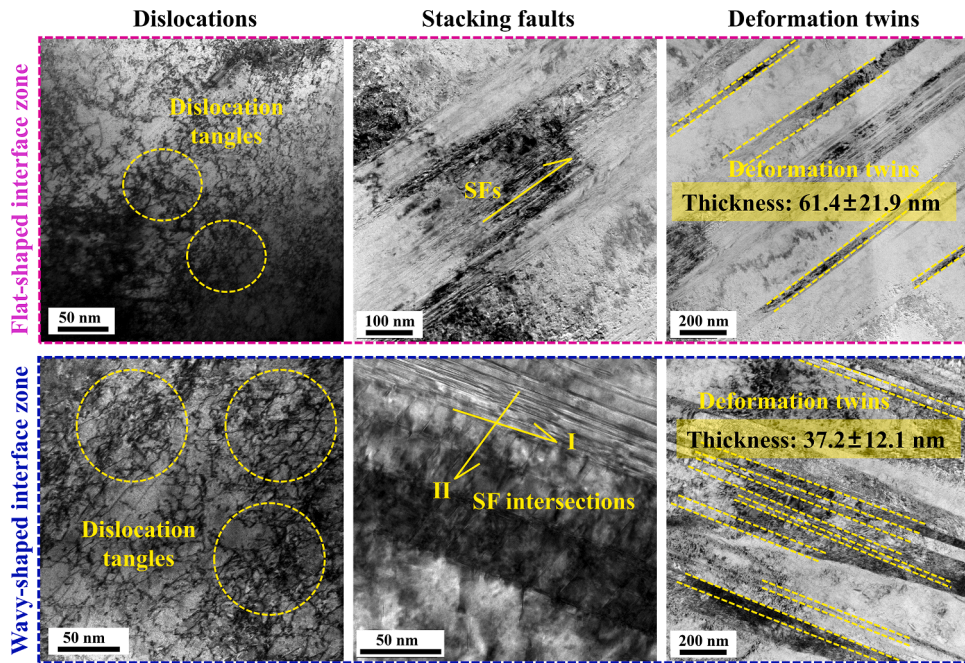 Dislocations
Stacking faults
Deformation twins
Flat-shaped interface zone
Dislocation
tangles
50 nm
SFs
100 nm
Deformation twins
Thickness: 61.4±21.9 nm
200 nm
Wavy-shaped interface zone
Dislocation
tangles
50 nm
I
II
SF intersections
50 nm
Deformation twins
Thickness: 37.2±12.1 nm
200 nm